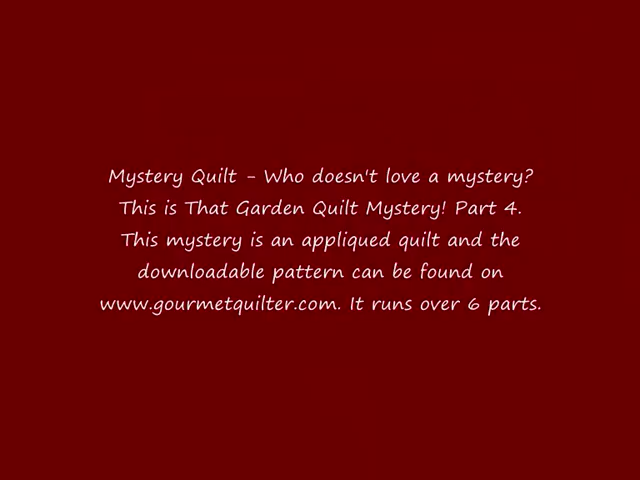 Mystery Quilt - Who doesn't love a mystery?
This is That Garden Quilt Mystery! Part 4.
This mystery is an appliqued quilt and the
downloadable pattern can be found on
www.gourmetquilter.com. It runs over 6 parts.